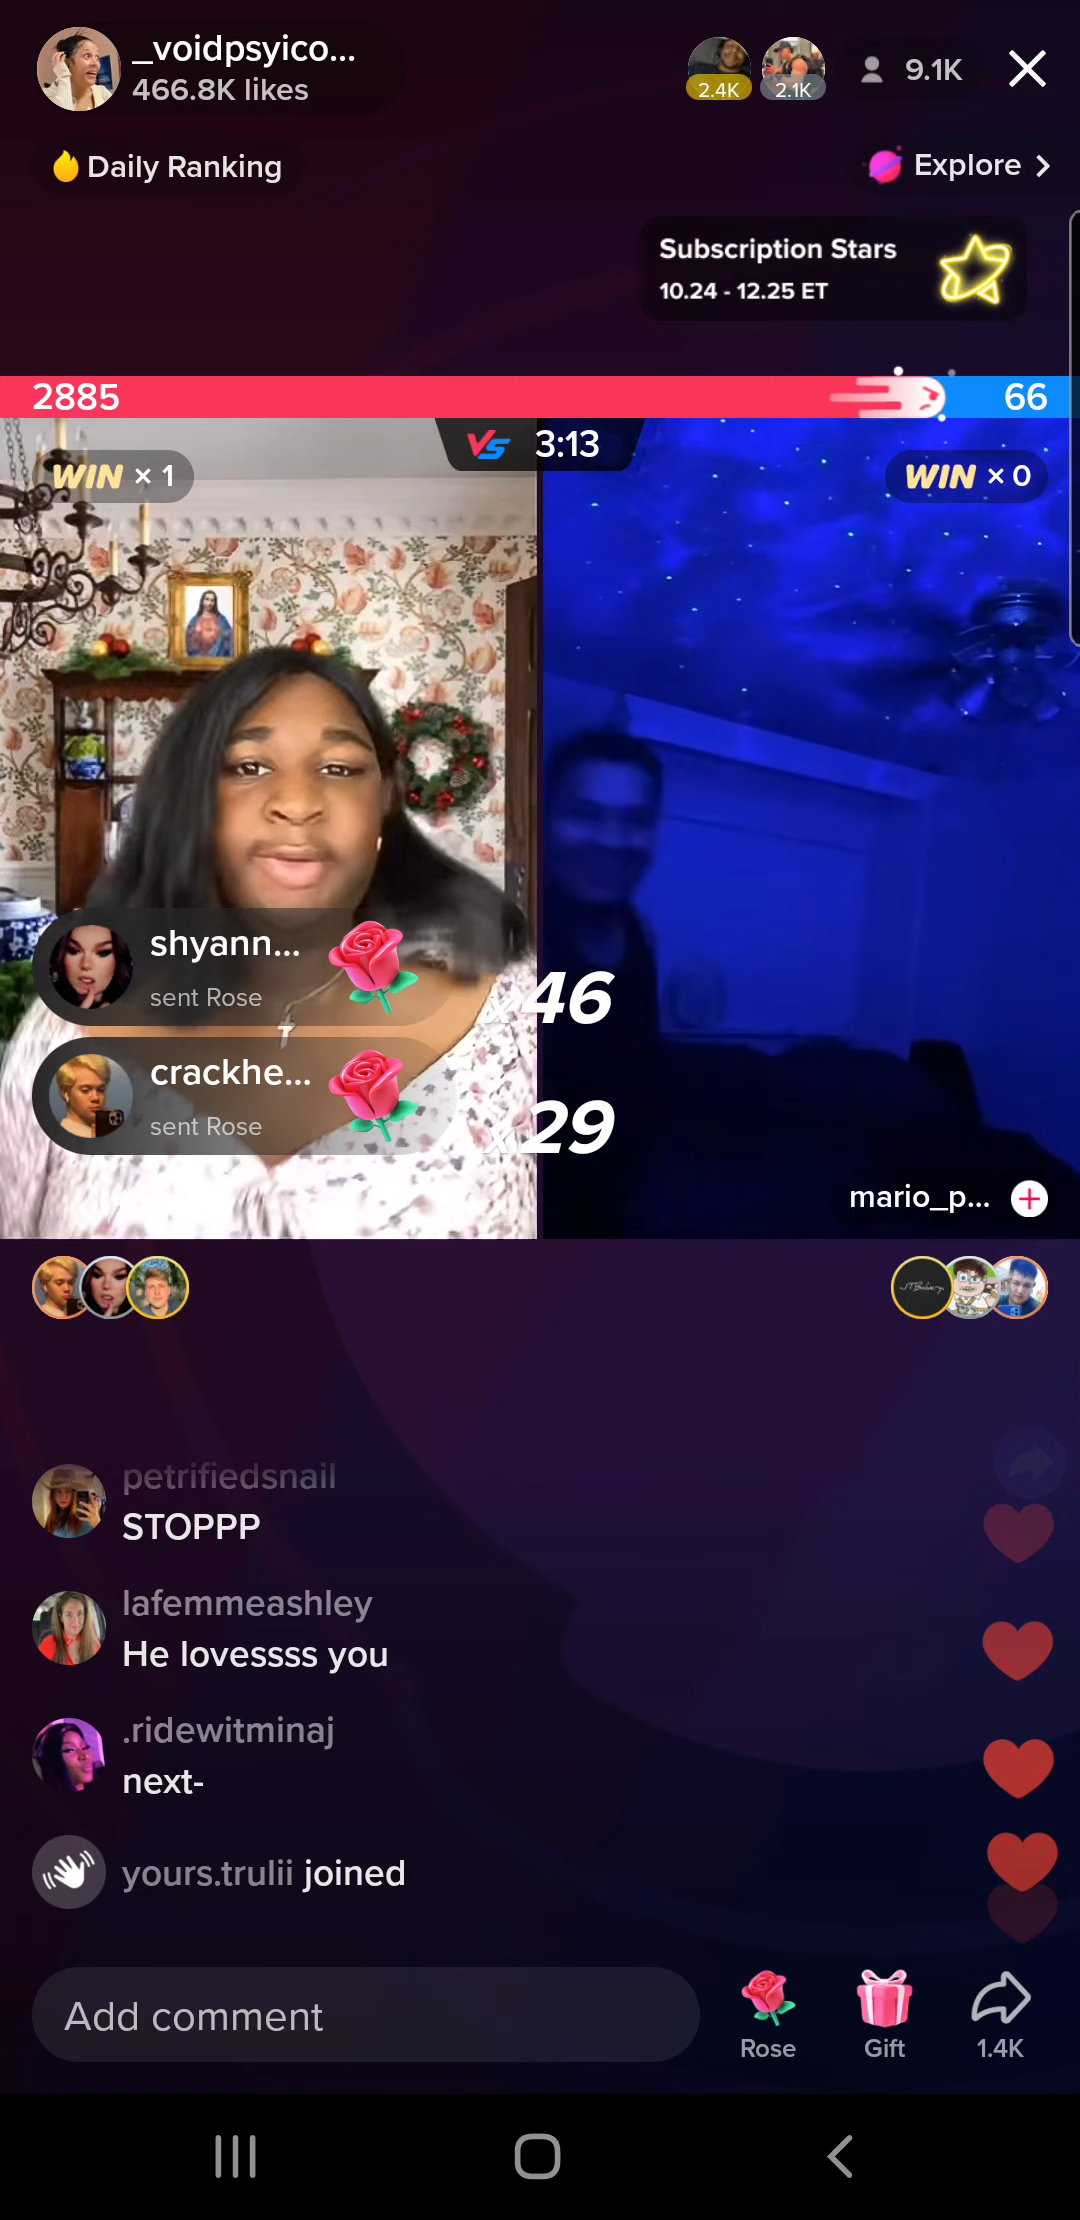 _voidpsyico...
466.8K likes
2.4K
2.1K
9.1K
Daily Ranking
Explore
Subscription Stars
10.24 - 12.25 ET
2885
66
VS 3:13
WIN × 1
WIN × 0
shyann...
sent Rose
x46
crackhe...
sent Rose
x29
mario_p...
petrifiedsnail
STOPPP
lafemmeashley
He lovessss you
.ridewitminaj
next-
yours.trulii joined
Add comment
Rose
Gift
1.4K